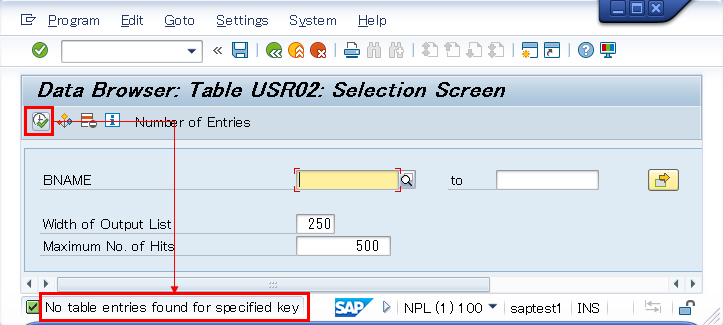 Program Edit Goto Settings System Help
Data Browser: Table USR02: Selection Screen
Number of Entries
BNAME to
Width of Output List 250
Maximum No. of Hits 500
No table entries found for specified key SAP NPL (1) 100 saptest1 INS